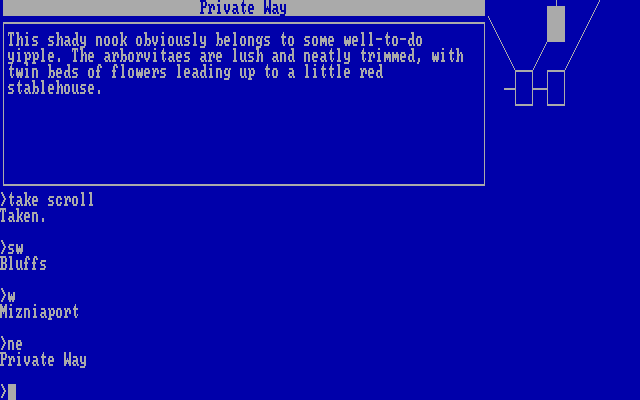 Private Way
This shady nook obviously belongs to some well-to-do
yipple. The arborvitaes are lush and neatly trimmed, with
twin beds of flowers leading up to a little red
stablehouse.
>take scroll
Taken.
>sw
Bluffs
>w
Mizniaport
>ne
Private Way
>